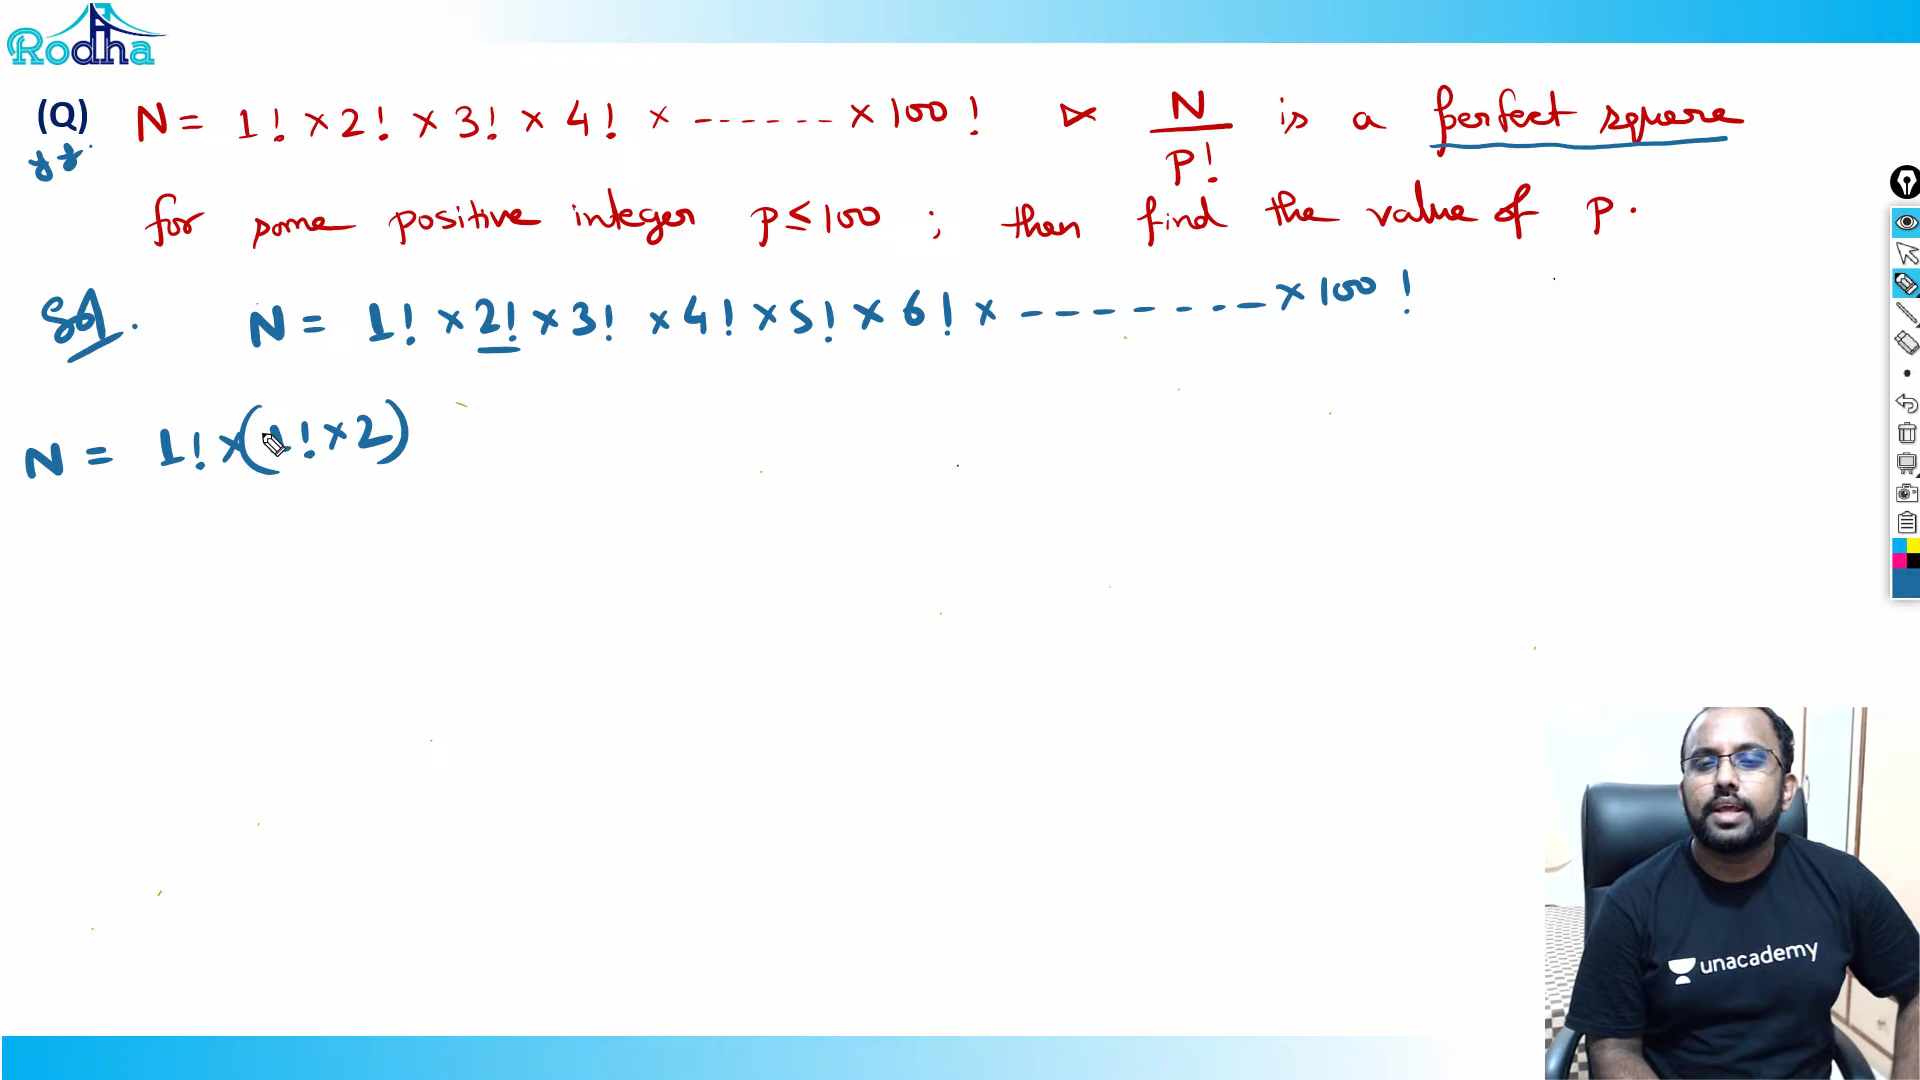 Rodha
(Q) N = 1! × 2! × 3! × 4! × ------ × 100! & N/P! is a perfect square
for some positive integer p ≤ 100 ; then find the value of p.
Sol. N = 1! × 2! × 3! × 4! × 5! × 6! × ------- × 100!
N = 1! × (1! × 2)
unacademy